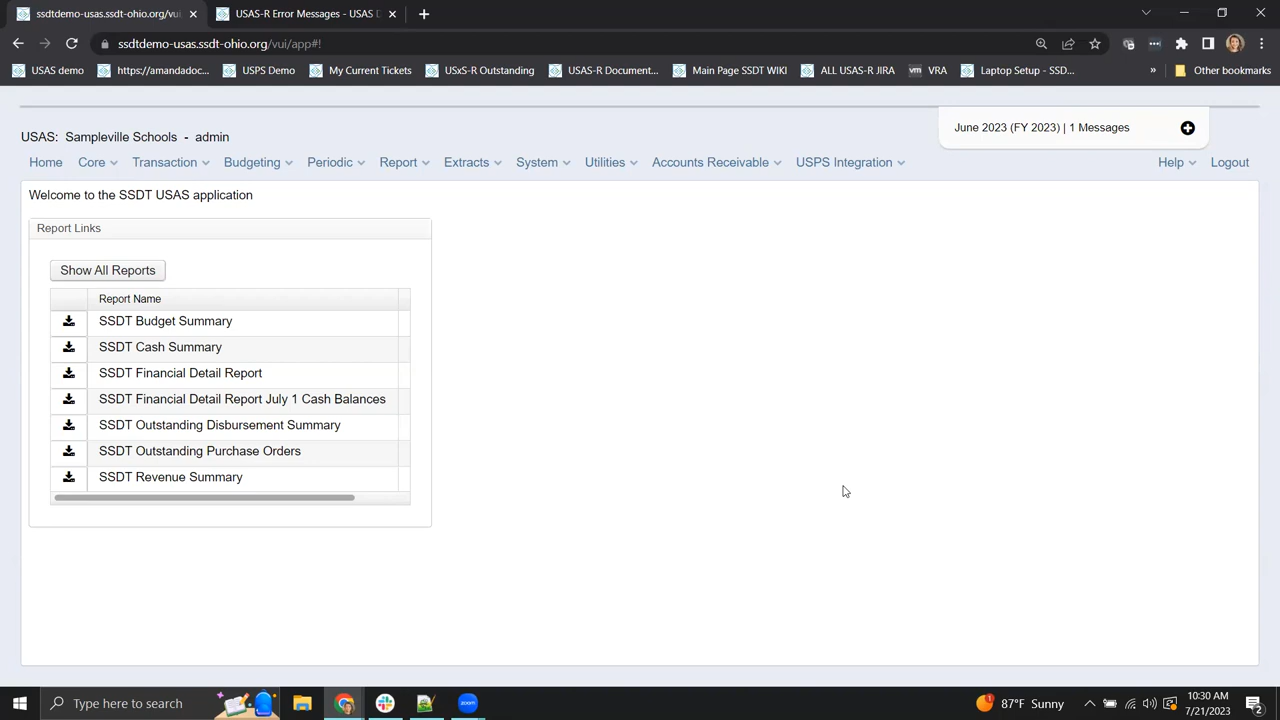 ssdtdemo-usas.ssdt-ohio.org/vui
USAS-R Error Messages - USAS D
ssdtdemo-usas.ssdt-ohio.org/vui/app#!
USAS demo
https://amandadoc...
USPS Demo
My Current Tickets
USxS-R Outstanding
USAS-R Document...
Main Page SSDT WIKI
ALL USAS-R JIRA
vm VRA
Laptop Setup - SSD...
»
Other bookmarks
June 2023 (FY 2023) | 1 Messages
USAS: Sampleville Schools - admin
Home Core Transaction Budgeting Periodic Report Extracts System Utilities Accounts Receivable USPS Integration Help Logout
Welcome to the SSDT USAS application
Report Links
Show All Reports
Report Name
SSDT Budget Summary
SSDT Cash Summary
SSDT Financial Detail Report
SSDT Financial Detail Report July 1 Cash Balances
SSDT Outstanding Disbursement Summary
SSDT Outstanding Purchase Orders
SSDT Revenue Summary
Type here to search
zoom
1
87°F Sunny
10:30 AM
7/21/2023
2